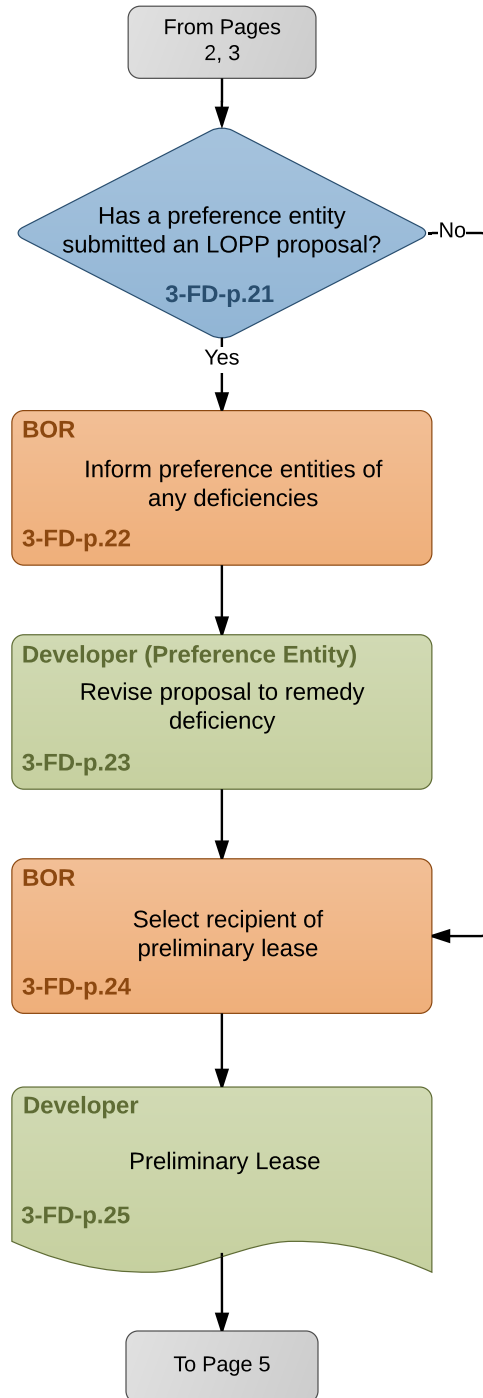 From Pages
2, 3
Has a preference entity
submitted an LOPP proposal?
No
3-FD-p.21
Yes
BOR
Inform preference entities of
any deficiencies
3-FD-p.22
Developer (Preference Entity)
Revise proposal to remedy
deficiency
3-FD-p.23
BOR
Select recipient of
preliminary lease
3-FD-p.24
Developer
Preliminary Lease
3-FD-p.25
To Page 5